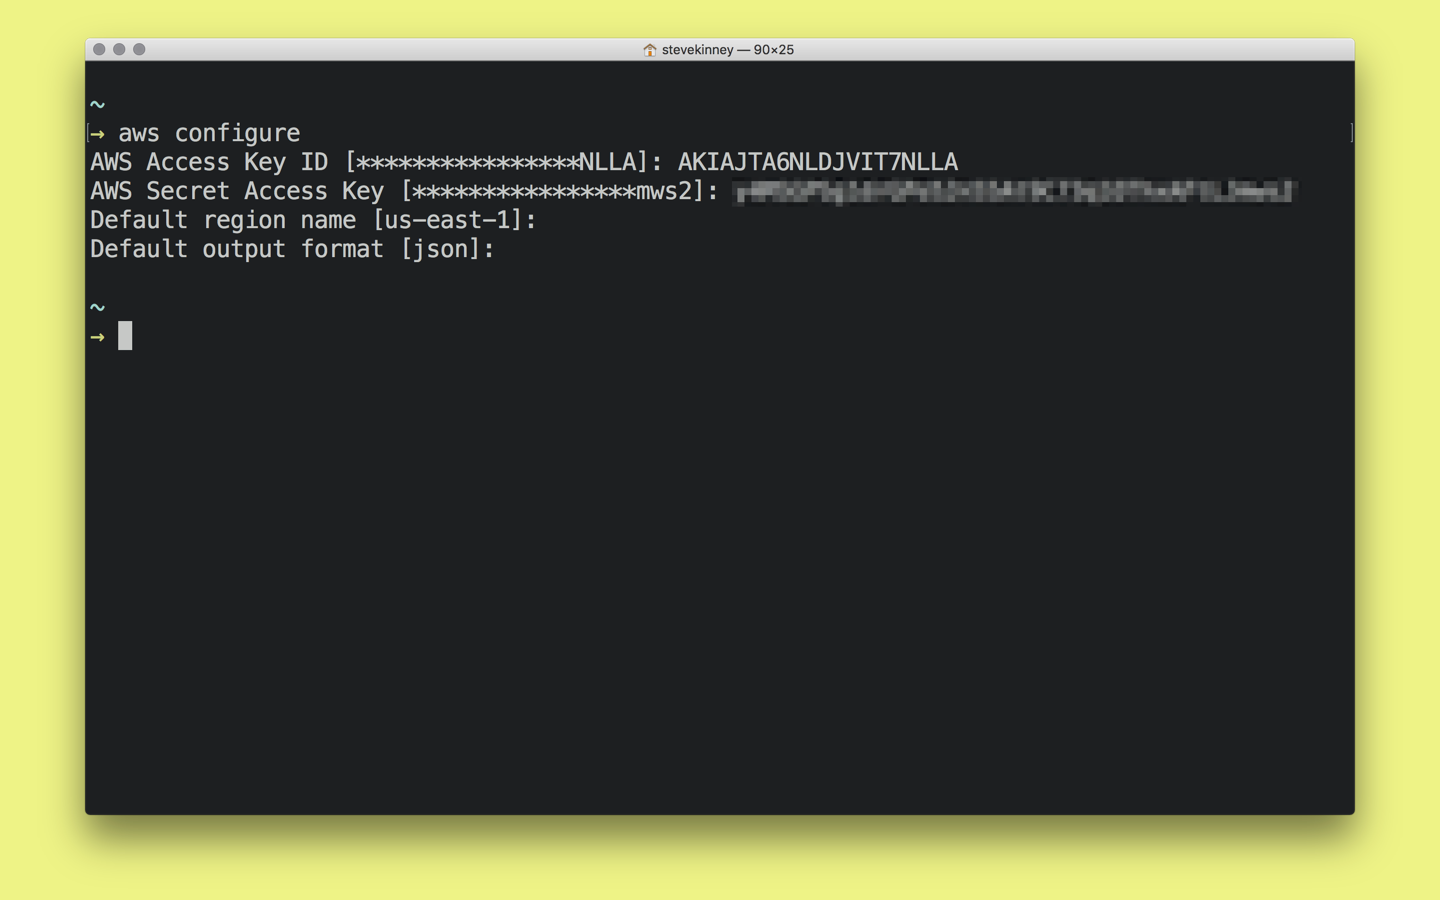 stevekinney — 90×25
~
→ aws configure
AWS Access Key ID [****************NLLA]: AKIAJTA6NLDJVIT7NLLA
AWS Secret Access Key [****************mws2]:
Default region name [us-east-1]:
Default output format [json]:
~
→